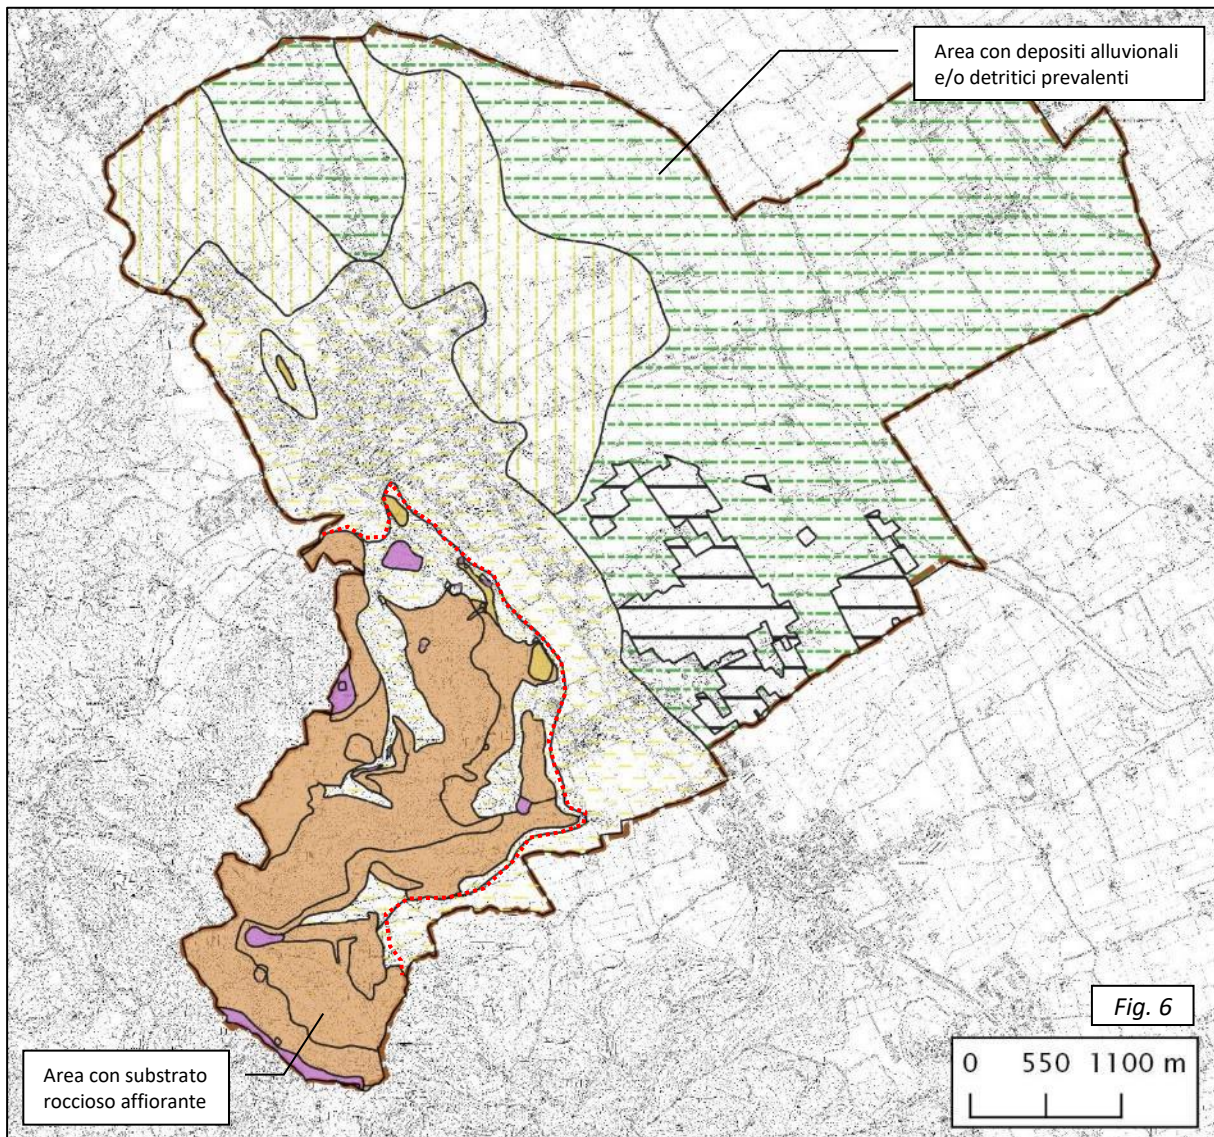 Area con depositi alluvionali
e/o detritici prevalenti
Fig. 6
Area con substrato
roccioso affiorante
0 550 1100 m